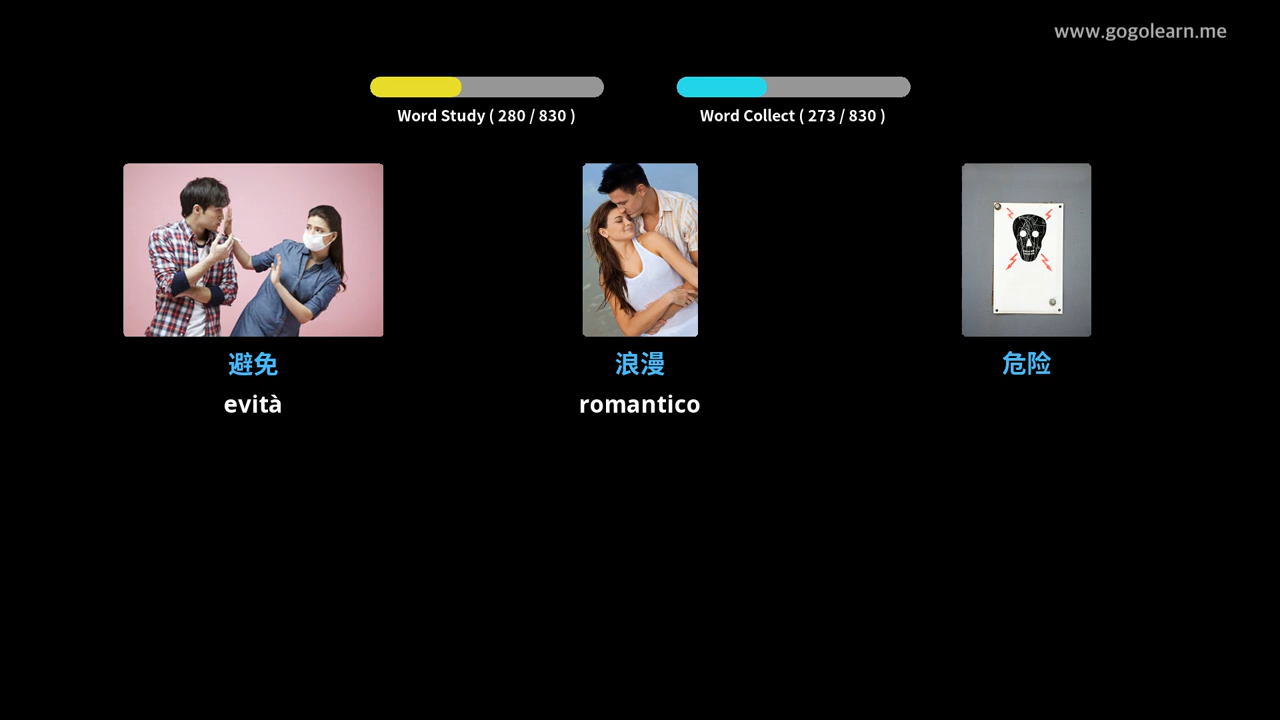 www.gogolearn.me
Word Study ( 280 / 830 )
Word Collect ( 273 / 830 )
避免
浪漫
危险
evità
romantico